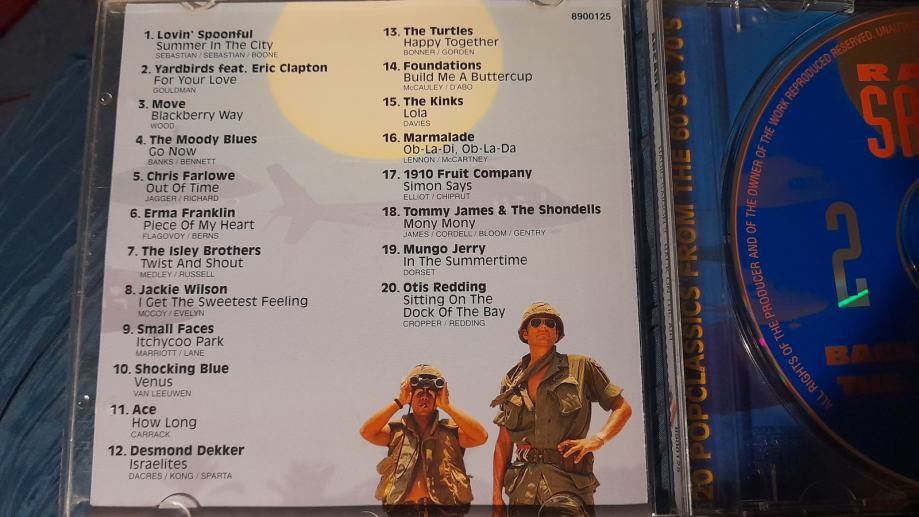 8900125
1. Lovin' Spoonful
Summer In The City
SEBASTIAN / SEBASTIAN / BOONE
2. Yardbirds feat. Eric Clapton
For Your Love
GOULDMAN
3. Move
Blackberry Way
WOOD
4. The Moody Blues
Go Now
BANKS / BENNETT
5. Chris Farlowe
Out Of Time
JAGGER / RICHARD
6. Erma Franklin
Piece Of My Heart
FLAGOVOY / BERNS
7. The Isley Brothers
Twist And Shout
MEDLEY / RUSSELL
8. Jackie Wilson
I Get The Sweetest Feeling
MCCOY / EVELYN
9. Small Faces
Itchycoo Park
MARRIOTT / LANE
10. Shocking Blue
Venus
VAN LEEUWEN
11. Ace
How Long
CARRACK
12. Desmond Dekker
Israelites
DACRES / KONG / SPARTA
13. The Turtles
Happy Together
BONNER / GORDEN
14. Foundations
Build Me A Buttercup
McCAULEY / D'ABO
15. The Kinks
Lola
DAVIES
16. Marmalade
Ob-La-Di, Ob-La-Da
LENNON / McCARTNEY
17. 1910 Fruit Company
Simon Says
ELLIOT / CHIPRUT
18. Tommy James & The Shondells
Mony Mony
JAMES / CORDELL / BLOOM / GENTRY
19. Mungo Jerry
In The Summertime
DORSET
20. Otis Redding
Sitting On The
Dock Of The Bay
CROPPER / REDDING
20 POPCLASSICS FROM THE 60'S & 70'S
ALL RIGHTS OF THE PRODUCER AND OF THE OWNER OF THE WORK REPRODUCED RESERVED.
2